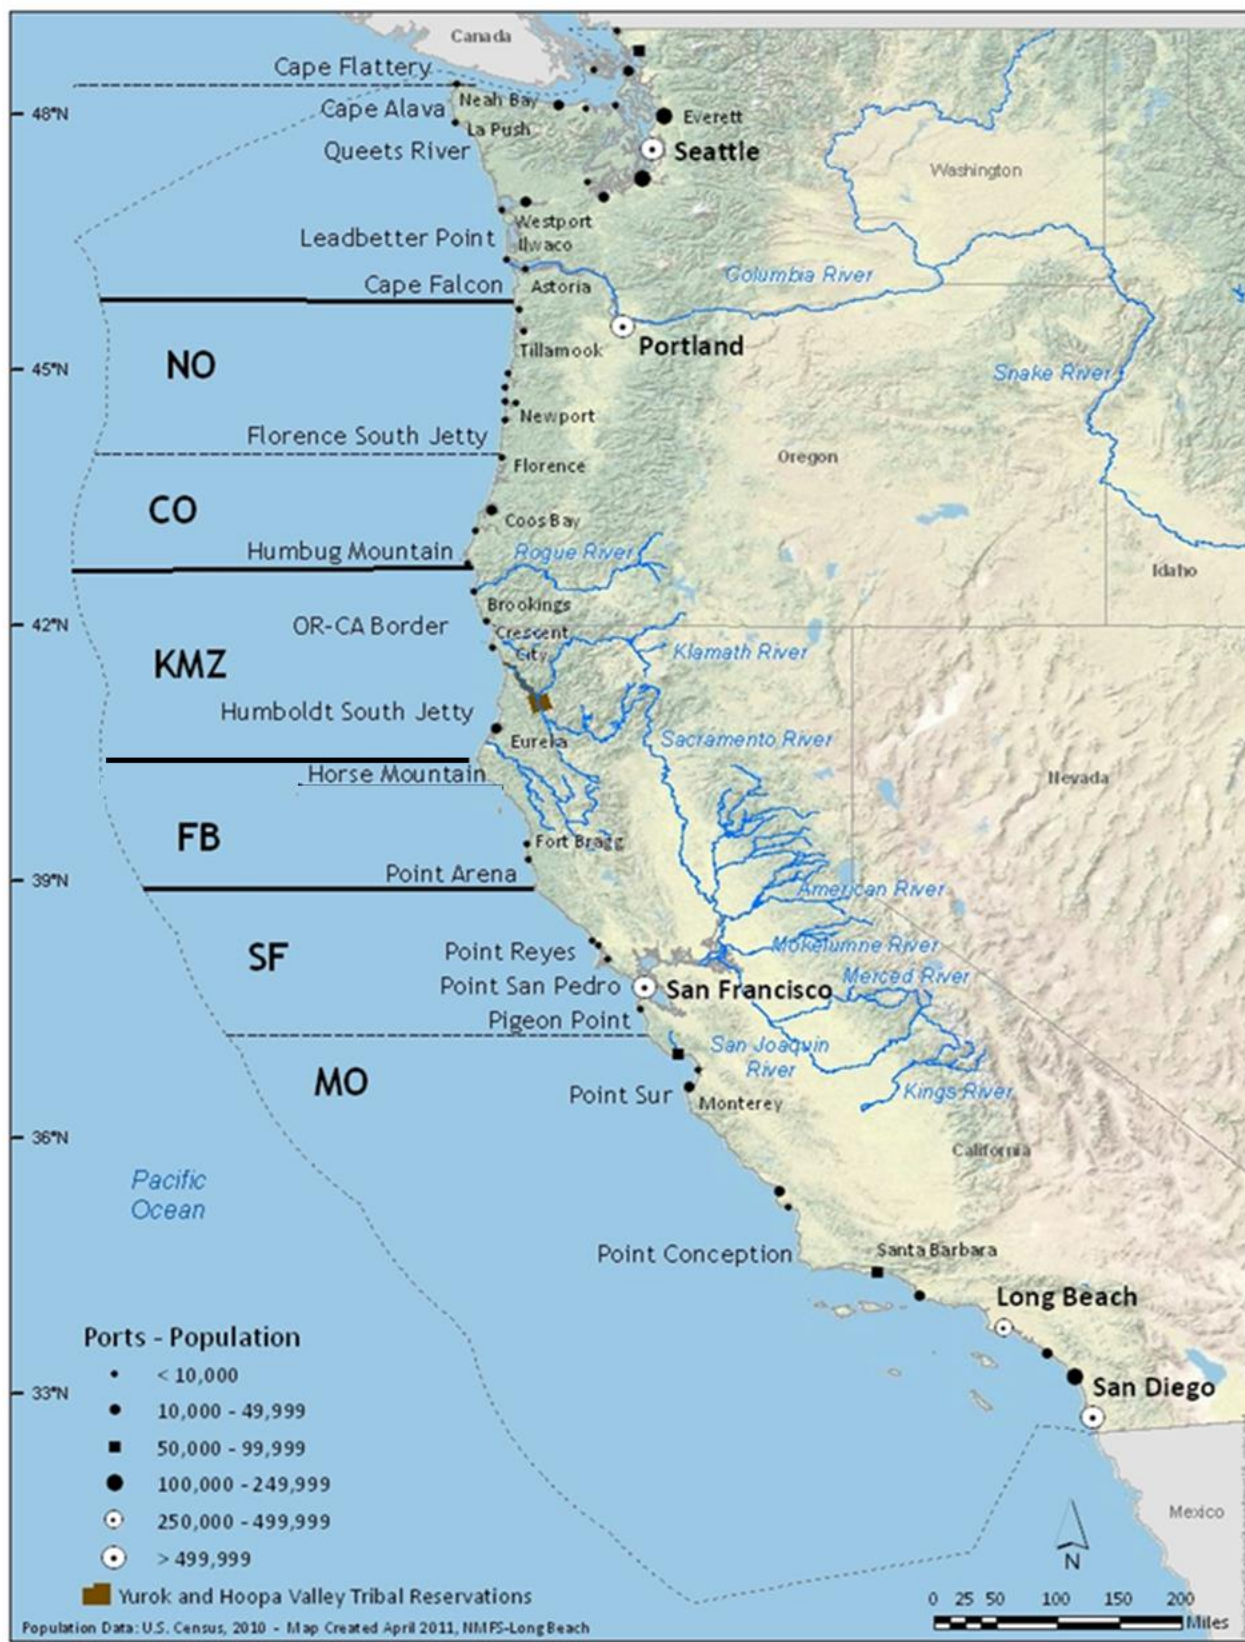 Canada
Cape Flattery
Neah Bay
Cape Alava
48°N
Everett
La Push
Queets River
Seattle
Washington
Westport
Leadbetter Point
Ilwaco
Columbia River
Cape Falcon
Astoria
Portland
Tillamook
NO
45°N
Snake River
Newport
Florence South Jetty
Oregon
Florence
CO
Coos Bay
Humbug Mountain
Rogue River
Idaho
Brookings
42°N
OR-CA Border
Crescent
City
Klamath River
KMZ
Humboldt South Jetty
Eureka
Sacramento River
Horse Mountain
Nevada
FB
Fort Bragg
Point Arena
39°N
American River
Mokelumne River
SF
Point Reyes
Merced River
Point San Pedro
San Francisco
Pigeon Point
San Joaquin
River
MO
Kings River
Point Sur
Monterey
36°N
California
Pacific
Ocean
Point Conception
Santa Barbara
Long Beach
San Diego
33°N
Mexico
Ports - Population
< 10,000
10,000 - 49,999
50,000 - 99,999
100,000 - 249,999
250,000 - 499,999
> 499,999
Yurok and Hoopa Valley Tribal Reservations
N
0 25 50 100 150 200
Miles
Population Data: U.S. Census, 2010 - Map Created April 2011, NMFS-Long Beach